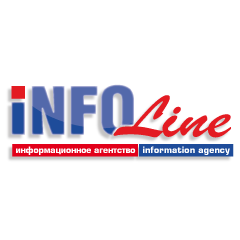 iNFOLine
информационное агентство information agency